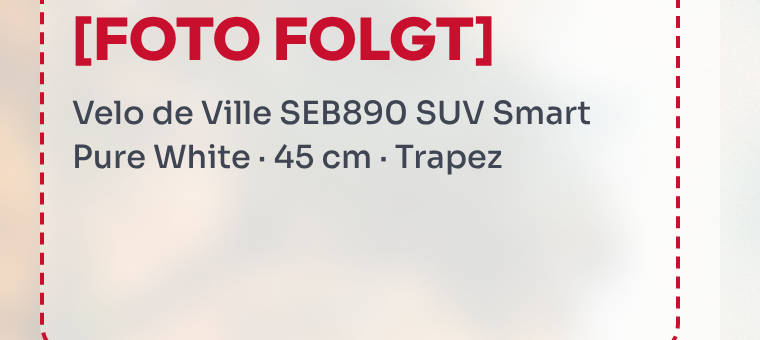 [FOTO FOLGT]
Velo de Ville SEB890 SUV Smart
Pure White · 45 cm · Trapez